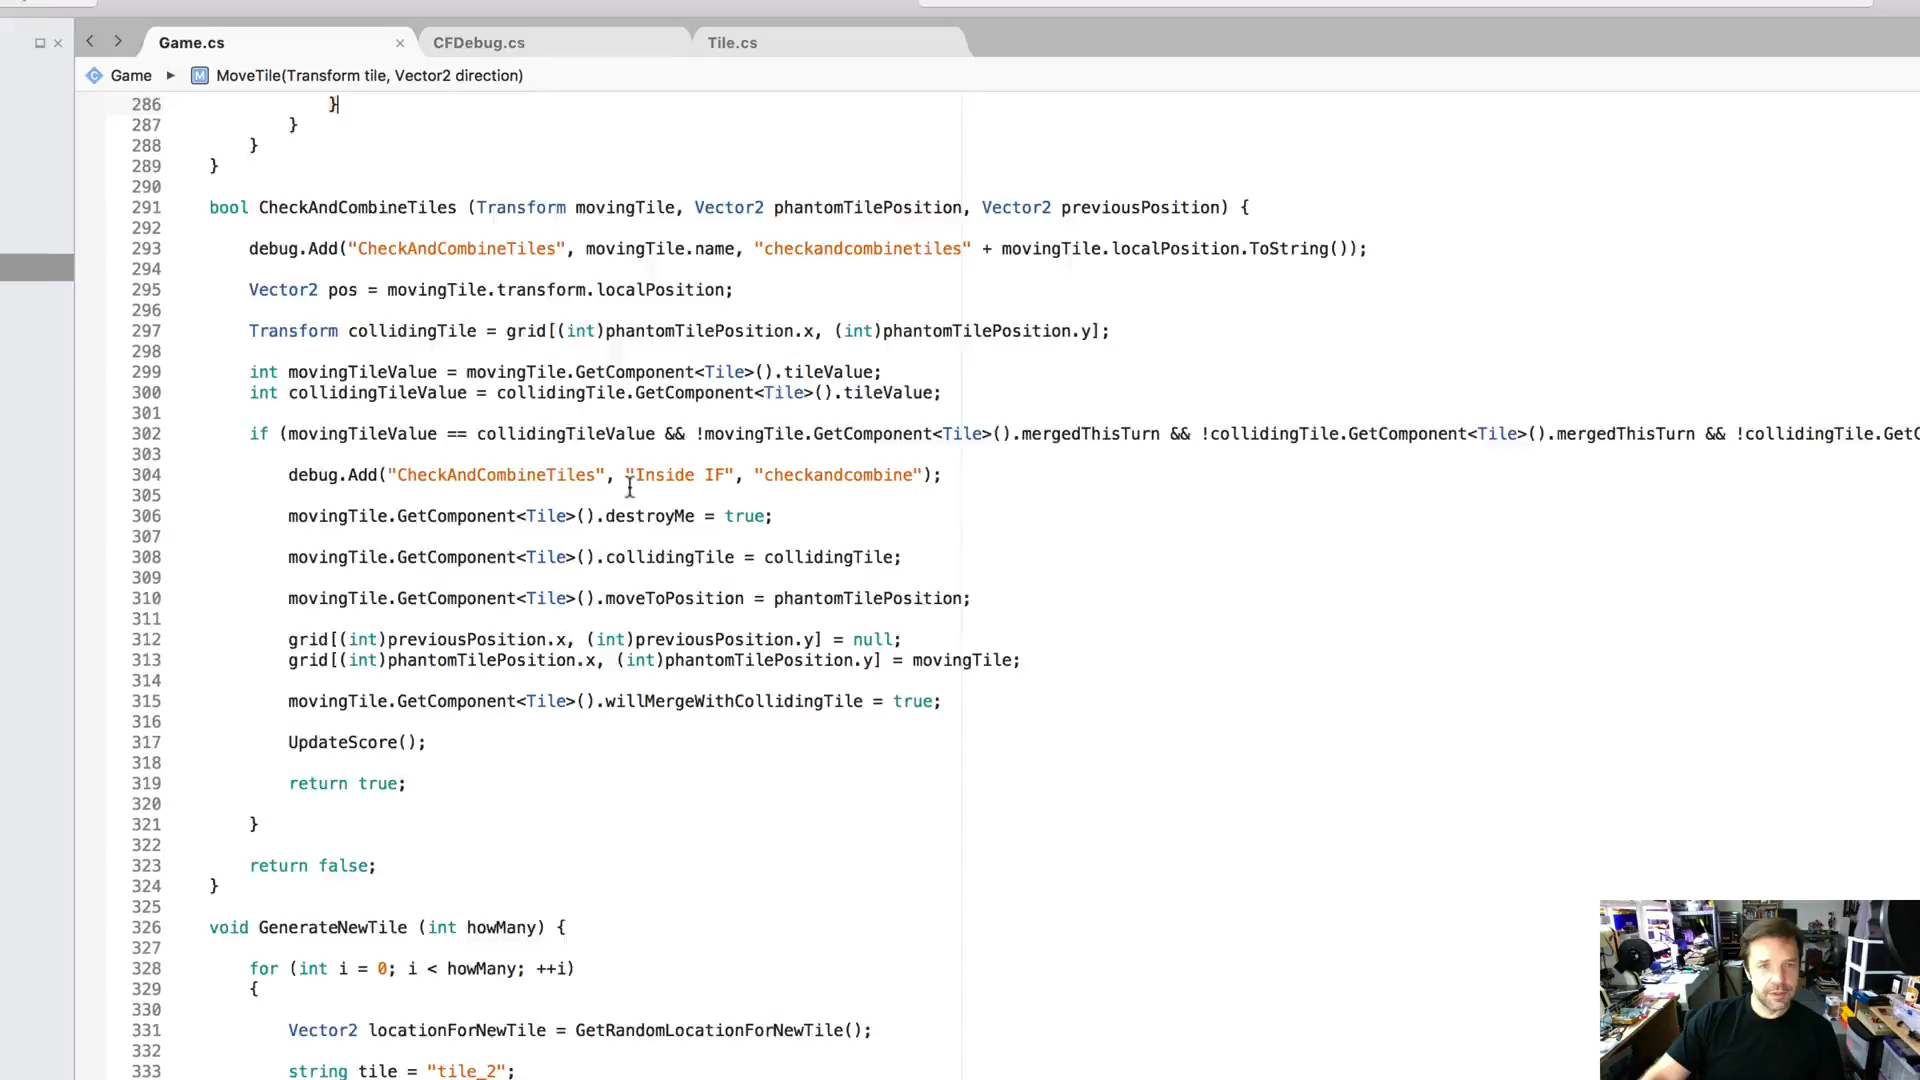 Game.cs × CFDebug.cs Tile.cs
Game ▸ M MoveTile(Transform tile, Vector2 direction)
286 }
287 }
288 }
289 }
290
291 bool CheckAndCombineTiles (Transform movingTile, Vector2 phantomTilePosition, Vector2 previousPosition) {
292
293 debug.Add("CheckAndCombineTiles", movingTile.name, "checkandcombinetiles" + movingTile.localPosition.ToString());
294
295 Vector2 pos = movingTile.transform.localPosition;
296
297 Transform collidingTile = grid[(int)phantomTilePosition.x, (int)phantomTilePosition.y];
298
299 int movingTileValue = movingTile.GetComponent<Tile>().tileValue;
300 int collidingTileValue = collidingTile.GetComponent<Tile>().tileValue;
301
302 if (movingTileValue == collidingTileValue && !movingTile.GetComponent<Tile>().mergedThisTurn && !collidingTile.GetComponent<Tile>().mergedThisTurn && !collidingTile.GetC
303
304 debug.Add("CheckAndCombineTiles", "Inside IF", "checkandcombine");
305
306 movingTile.GetComponent<Tile>().destroyMe = true;
307
308 movingTile.GetComponent<Tile>().collidingTile = collidingTile;
309
310 movingTile.GetComponent<Tile>().moveToPosition = phantomTilePosition;
311
312 grid[(int)previousPosition.x, (int)previousPosition.y] = null;
313 grid[(int)phantomTilePosition.x, (int)phantomTilePosition.y] = movingTile;
314
315 movingTile.GetComponent<Tile>().willMergeWithCollidingTile = true;
316
317 UpdateScore();
318
319 return true;
320
321 }
322
323 return false;
324 }
325
326 void GenerateNewTile (int howMany) {
327
328 for (int i = 0; i < howMany; ++i)
329 {
330
331 Vector2 locationForNewTile = GetRandomLocationForNewTile();
332
333 string tile = "tile_2";